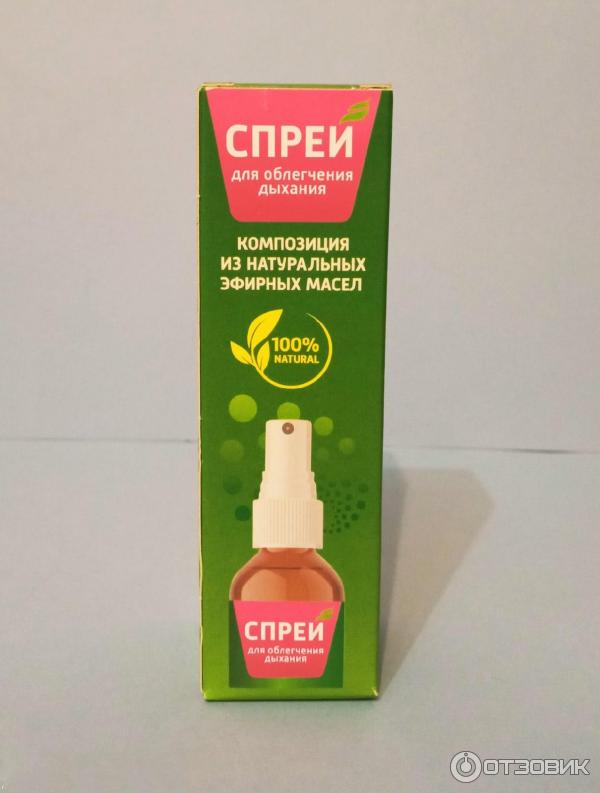 СПРЕЙ
для облегчения
дыхания
КОМПОЗИЦИЯ
ИЗ НАТУРАЛЬНЫХ
ЭФИРНЫХ МАСЕЛ
100%
NATURAL
СПРЕЙ
для облегчения
дыхания
ОТЗОВИК